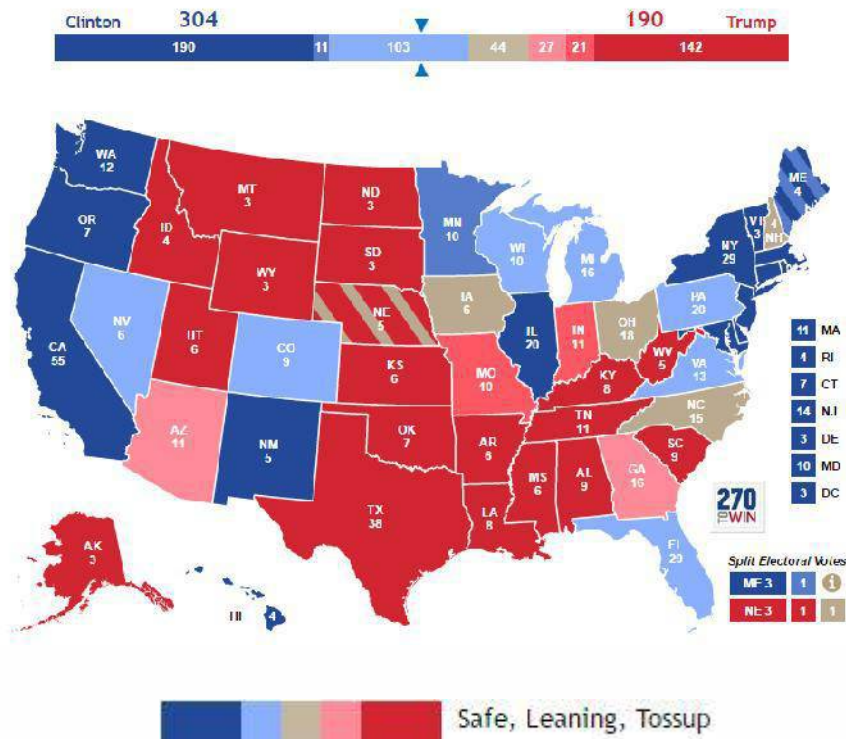 304 190
Clinton Trump
190 11 103 44 27 21 142
WA
12
OR
7
CA
55
NV
6
ID
4
MT
3
WY
3
UT
6
AZ
11
CO
9
NM
5
ND
3
SD
3
NE
5
KS
6
OK
7
TX
38
MN
10
IA
6
MO
10
AR
6
LA
8
WI
10
IL
20
MI
16
IN
11
OH
18
KY
8
TN
11
MS
6
AL
9
GA
16
FL
29
SC
9
NC
15
VA
13
WV
5
PA
20
NY
29
VT
3
4
NH
ME
4
AK
3
HI
4
11 MA
4 RI
7 CT
14 NJ
3 DE
10 MD
3 DC
270
TO
WIN
Split Electoral Votes
ME 3 1 i
NE 3 1 1
Safe, Leaning, Tossup